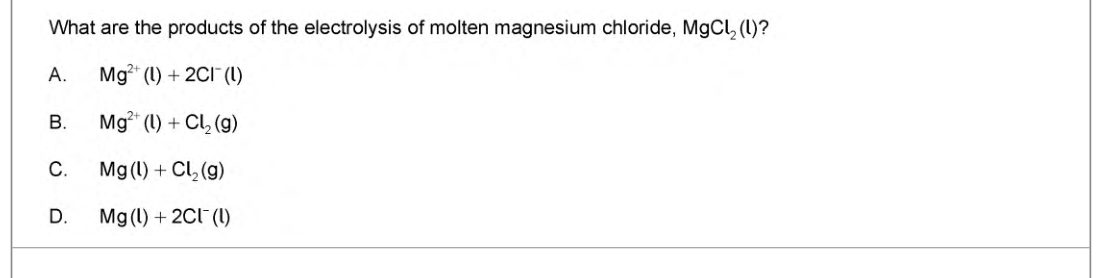 What are the products of the electrolysis of molten magnesium chloride, MgCl₂ (l)?
A. Mg²⁺ (l) + 2Cl⁻ (l)
B. Mg²⁺ (l) + Cl₂ (g)
C. Mg (l) + Cl₂ (g)
D. Mg (l) + 2Cl⁻ (l)